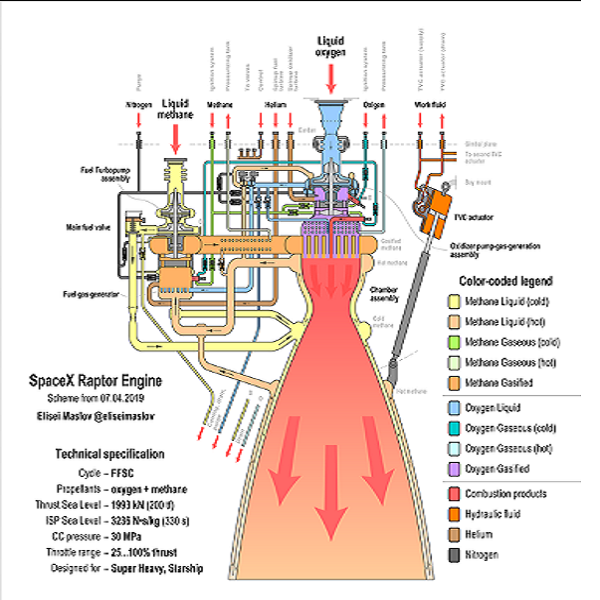 Liquid
oxygen
Purge
Ignition system
Pressurizing tank
To valves
Control
Spinup fuel
turbine
Spinup oxidizer
turbine
Ignition system
Pressurizing tank
TVC actuator (supply)
TVC actuator (drain)
Nitrogen
Liquid
methane
Methane
Helium
Oxigen
Work fluid
Gimbal plane
To second TVC
actuator
Fuel Turbopump
assembly
Stay mount
TVC actuator
Main fuel valve
Oxidizer pump-gas-generation
assembly
Gasified
methane
Hot methane
Fuel gas generator
Chamber
assembly
Cold
methane
Hot methane
Color-coded legend
Methane Liquid (cold)
Methane Liquid (hot)
Methane Gaseous (cold)
Methane Gaseous (hot)
Methane Gasified
Oxygen Liquid
Oxygen Gaseous (cold)
Oxygen Gaseous (hot)
Oxygen Gasified
Combustion products
Hydraulic fluid
Helium
Nitrogen
SpaceX Raptor Engine
Scheme from 07.04.2019
Elisei Maslov @eliseimaslov
Technical specification
Cycle – FFSC
Propellants – oxygen + methane
Thrust Sea Level – 1993 kN (200 tf)
ISP Sea Level – 3236 N•s/kg (330 s)
CC pressure – 30 MPa
Throttle range – 25...100% thrust
Designed for – Super Heavy, Starship